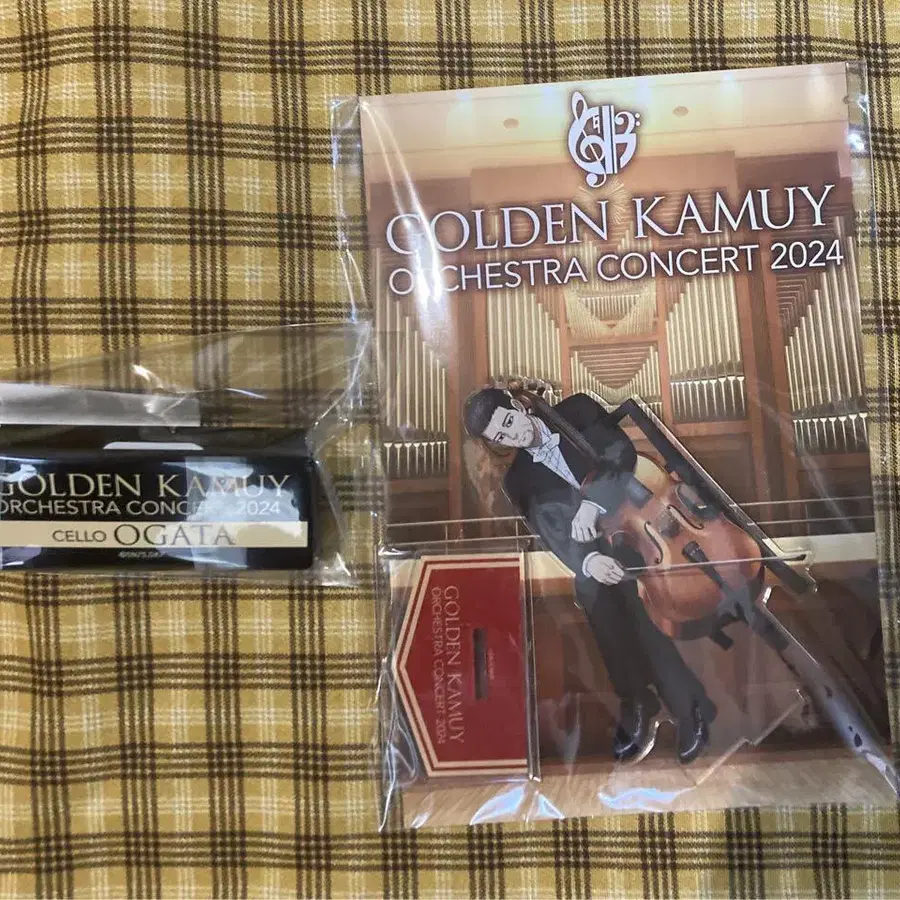 GOLDEN KAMUY
ORCHESTRA CONCERT 2024
GOLDEN KAMUY
ORCHESTRA CONCERT 2024
CELLO OGATA
GOLDEN KAMUY
ORCHESTRA CONCERT 2024